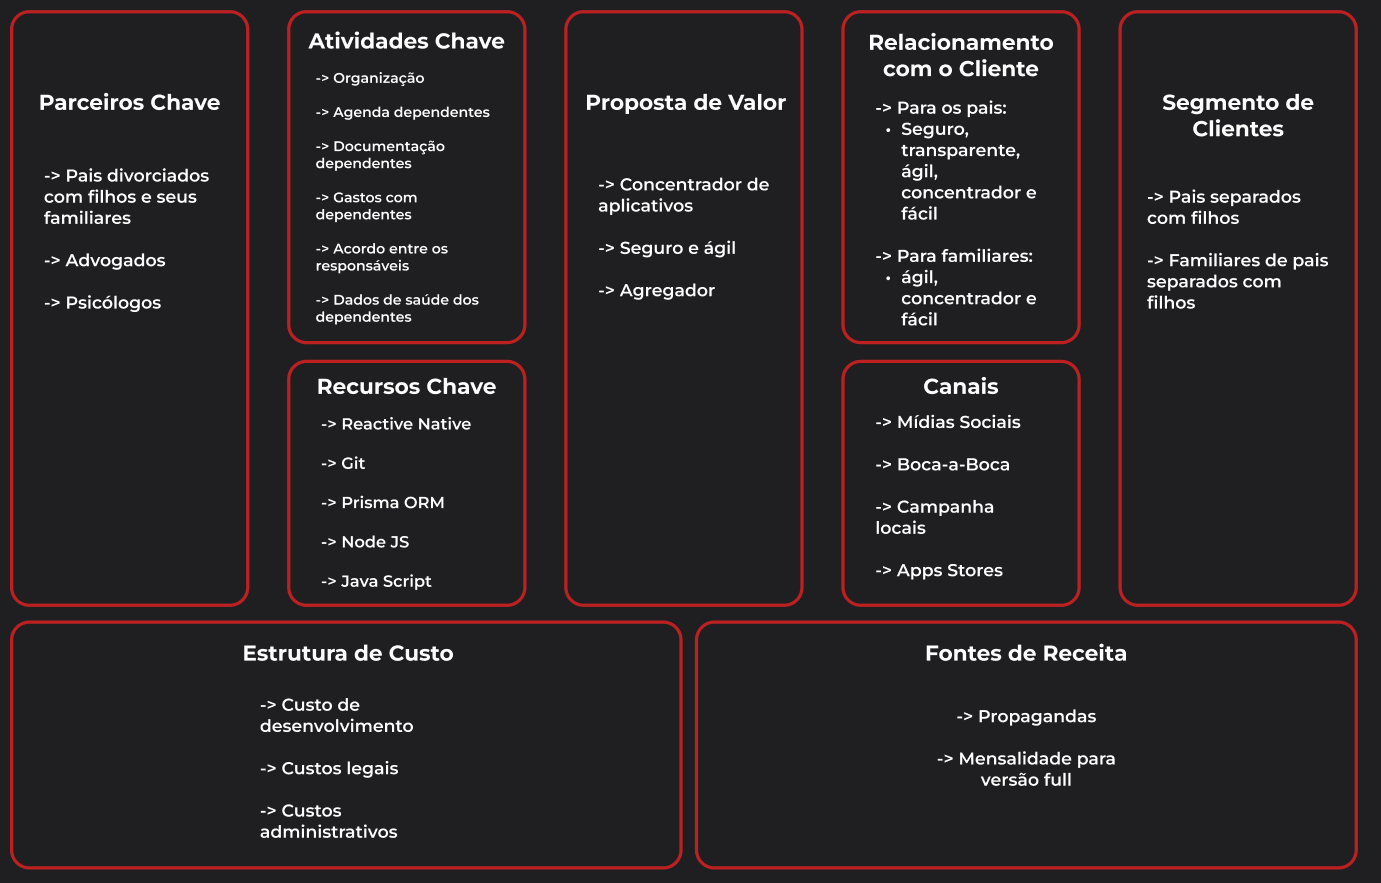 Parceiros Chave
-> Pais divorciados
com filhos e seus
familiares
-> Advogados
-> Psicólogos
Atividades Chave
-> Organização
-> Agenda dependentes
-> Documentação
dependentes
-> Gastos com
dependentes
-> Acordo entre os
responsáveis
-> Dados de saúde dos
dependentes
Recursos Chave
-> Reactive Native
-> Git
-> Prisma ORM
-> Node JS
-> Java Script
Proposta de Valor
-> Concentrador de
aplicativos
-> Seguro e ágil
-> Agregador
Relacionamento
com o Cliente
-> Para os pais:
• Seguro,
transparente,
ágil,
concentrador e
fácil
-> Para familiares:
• ágil,
concentrador e
fácil
Canais
-> Mídias Sociais
-> Boca-a-Boca
-> Campanha
locais
-> Apps Stores
Segmento de
Clientes
-> Pais separados
com filhos
-> Familiares de pais
separados com
filhos
Estrutura de Custo
-> Custo de
desenvolvimento
-> Custos legais
-> Custos
administrativos
Fontes de Receita
-> Propagandas
-> Mensalidade para
versão full